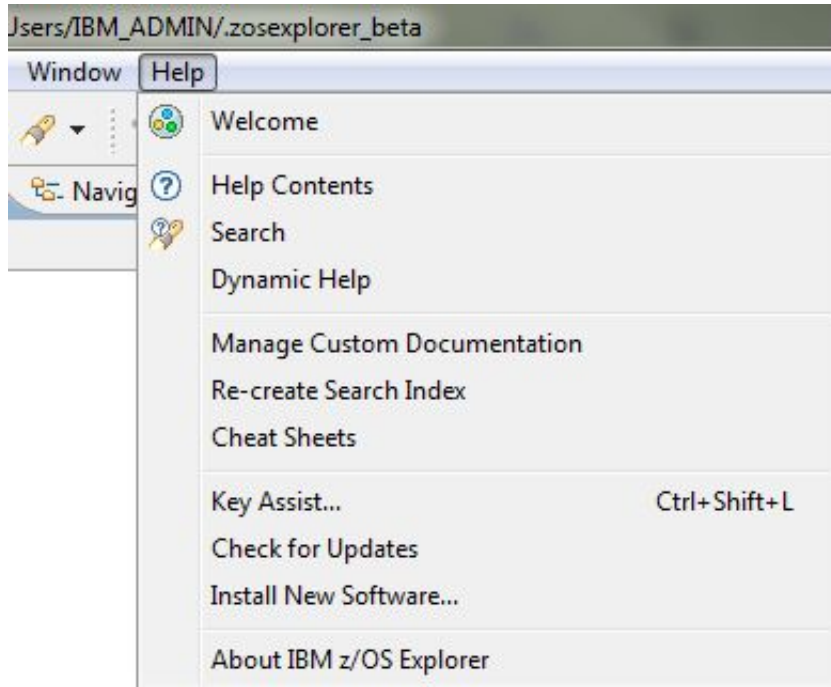 Jsers/IBM_ADMIN/.zosexplorer_beta
Window Help
Welcome
Navig
Help Contents
Search
Dynamic Help
Manage Custom Documentation
Re-create Search Index
Cheat Sheets
Key Assist... Ctrl+Shift+L
Check for Updates
Install New Software...
About IBM z/OS Explorer